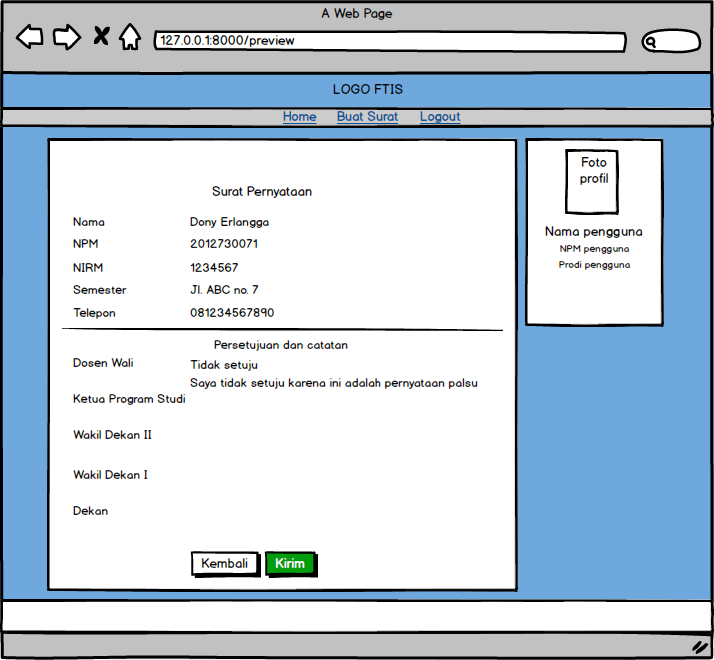 A Web Page
127.0.0.1:8000/preview
LOGO FTIS
Home Buat Surat Logout
Surat Pernyataan
Nama Dony Erlangga
NPM 2012730071
NIRM 1234567
Semester Jl. ABC no. 7
Telepon 081234567890
Persetujuan dan catatan
Dosen Wali Tidak setuju
Saya tidak setuju karena ini adalah pernyataan palsu
Ketua Program Studi
Wakil Dekan II
Wakil Dekan I
Dekan
Kembali Kirim
Foto
profil
Nama pengguna
NPM pengguna
Prodi pengguna